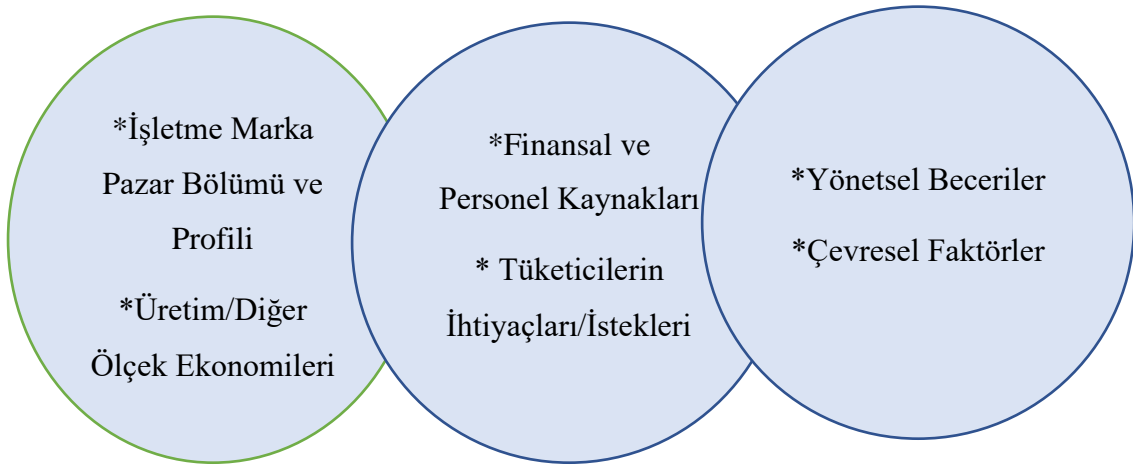 *İşletme Marka
Pazar Bölümü ve
Profili
*Üretim/Diğer
Ölçek Ekonomileri
*Finansal ve
Personel Kaynakları
* Tüketicilerin
İhtiyaçları/İstekleri
*Yönetsel Beceriler
*Çevresel Faktörler